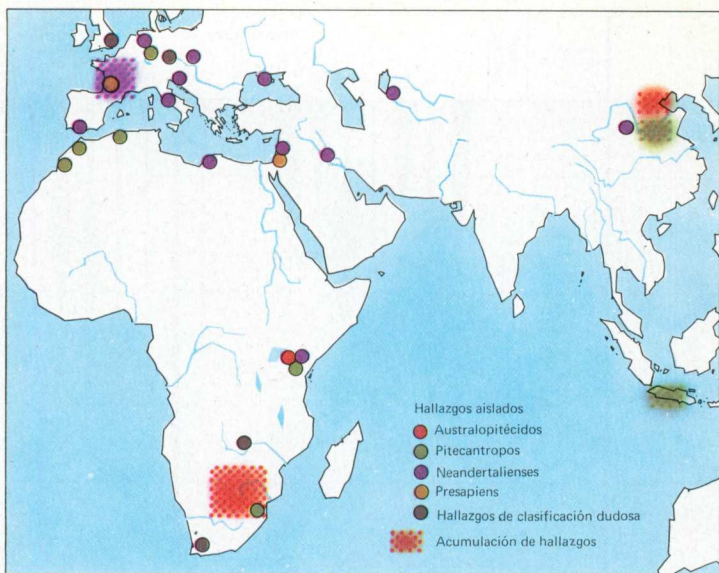 Hallazgos aislados
Australopitécidos
Pitecantropos
Neandertalienses
Presapiens
Hallazgos de clasificación dudosa
Acumulación de hallazgos